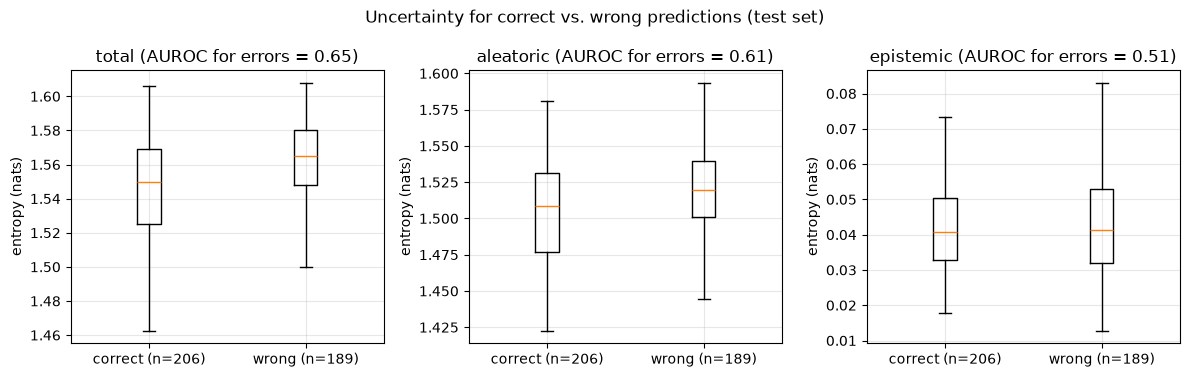 Uncertainty for correct vs. wrong predictions (test set)
total (AUROC for errors = 0.65)
entropy (nats)
1.60
1.58
1.56
1.54
1.52
1.50
1.48
1.46
correct (n=206)
wrong (n=189)
aleatoric (AUROC for errors = 0.61)
entropy (nats)
1.600
1.575
1.550
1.525
1.500
1.475
1.450
1.425
correct (n=206)
wrong (n=189)
epistemic (AUROC for errors = 0.51)
entropy (nats)
0.08
0.07
0.06
0.05
0.04
0.03
0.02
0.01
correct (n=206)
wrong (n=189)